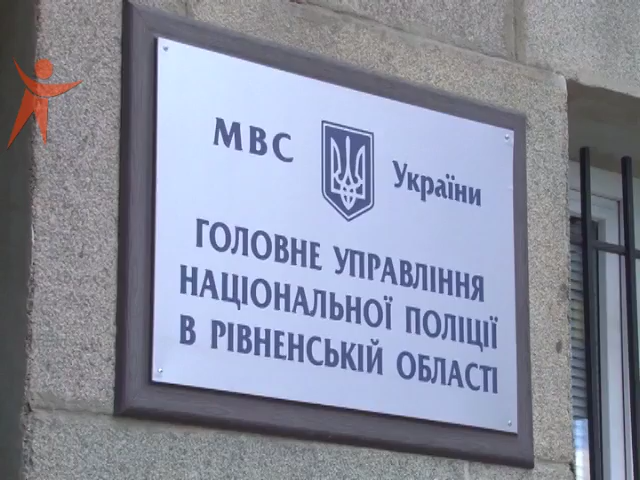 МВС України
ГОЛОВНЕ УПРАВЛІННЯ
НАЦІОНАЛЬНОЇ ПОЛІЦІЇ
В РІВНЕНСЬКІЙ ОБЛАСТІ